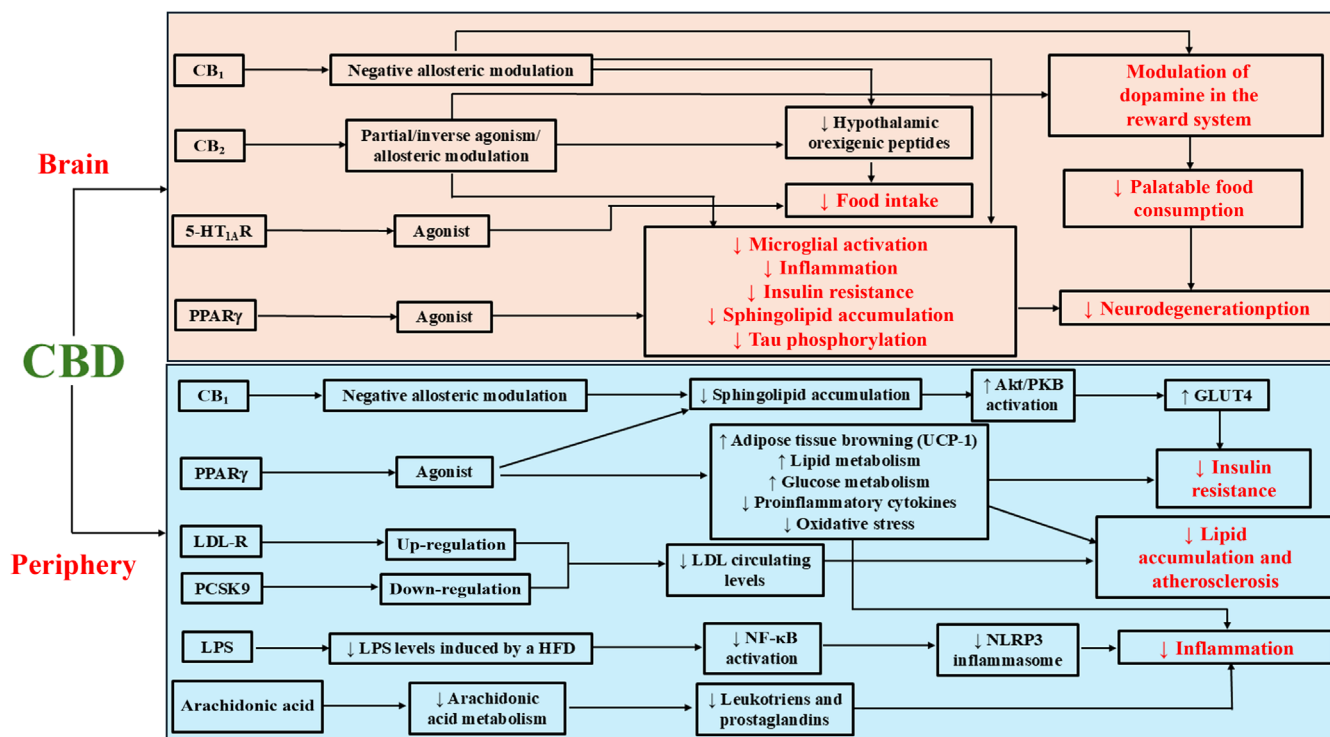 CB₁
Negative allosteric modulation
Modulation of
dopamine in the
reward system
CB₂
Partial/inverse agonism/
allosteric modulation
↓ Hypothalamic
orexigenic peptides
Brain
↓ Food intake
↓ Palatable food
consumption
5-HT₁ₐR
Agonist
↓ Microglial activation
↓ Inflammation
↓ Insulin resistance
↓ Sphingolipid accumulation
↓ Tau phosphorylation
PPARγ
Agonist
↓ Neurodegenerationption
CBD
CB₁
Negative allosteric modulation
↓ Sphingolipid accumulation
↑ Akt/PKB
activation
↑ GLUT4
PPARγ
Agonist
↑ Adipose tissue browning (UCP-1)
↑ Lipid metabolism
↑ Glucose metabolism
↓ Proinflammatory cytokines
↓ Oxidative stress
↓ Insulin
resistance
Periphery
LDL-R
Up-regulation
PCSK9
Down-regulation
↓ LDL circulating
levels
↓ Lipid
accumulation and
atherosclerosis
LPS
↓ LPS levels induced by a HFD
↓ NF-κB
activation
↓ NLRP3
inflammasome
↓ Inflammation
Arachidonic acid
↓ Arachidonic
acid metabolism
↓ Leukotriens and
prostaglandins